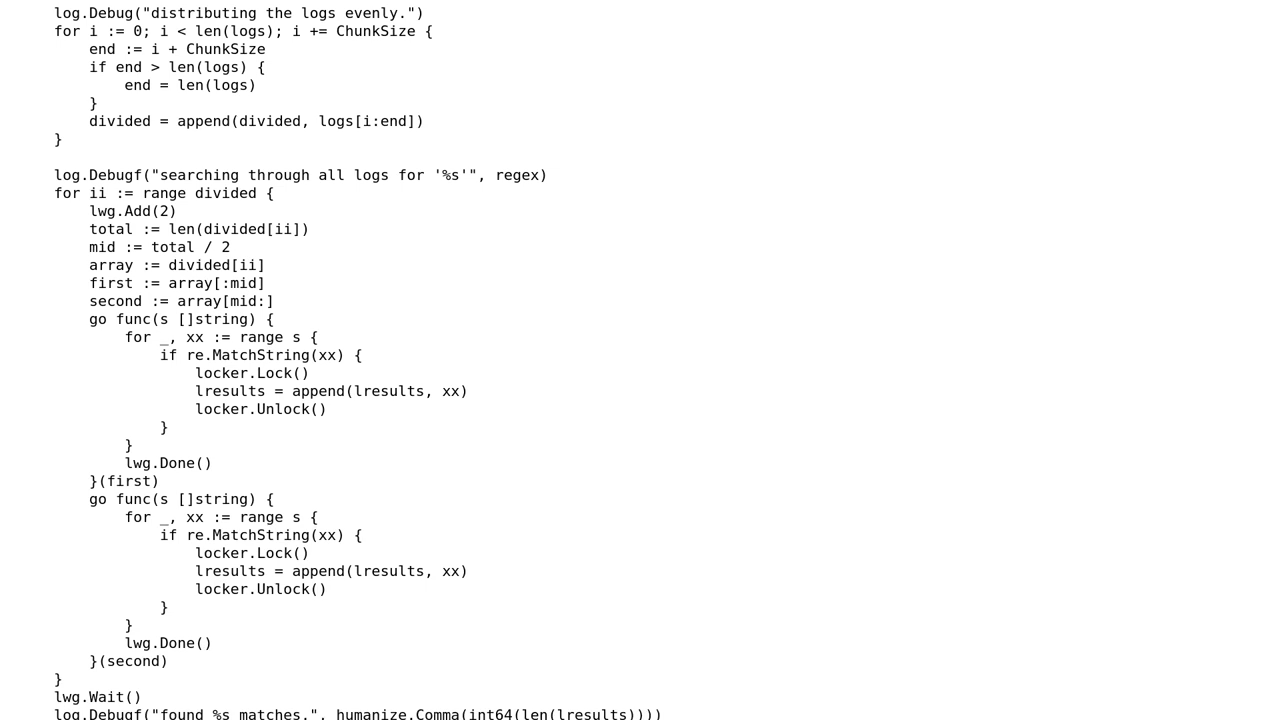 log.Debug("distributing the logs evenly.")
for i := 0; i < len(logs); i += ChunkSize {
    end := i + ChunkSize
    if end > len(logs) {
        end = len(logs)
    }
    divided = append(divided, logs[i:end])
}

log.Debugf("searching through all logs for '%s'", regex)
for ii := range divided {
    lwg.Add(2)
    total := len(divided[ii])
    mid := total / 2
    array := divided[ii]
    first := array[:mid]
    second := array[mid:]
    go func(s []string) {
        for _, xx := range s {
            if re.MatchString(xx) {
                locker.Lock()
                lresults = append(lresults, xx)
                locker.Unlock()
            }
        }
        lwg.Done()
    }(first)
    go func(s []string) {
        for _, xx := range s {
            if re.MatchString(xx) {
                locker.Lock()
                lresults = append(lresults, xx)
                locker.Unlock()
            }
        }
        lwg.Done()
    }(second)
}
lwg.Wait()
log.Debugf("found %s matches.", humanize.Comma(int64(len(lresults))))